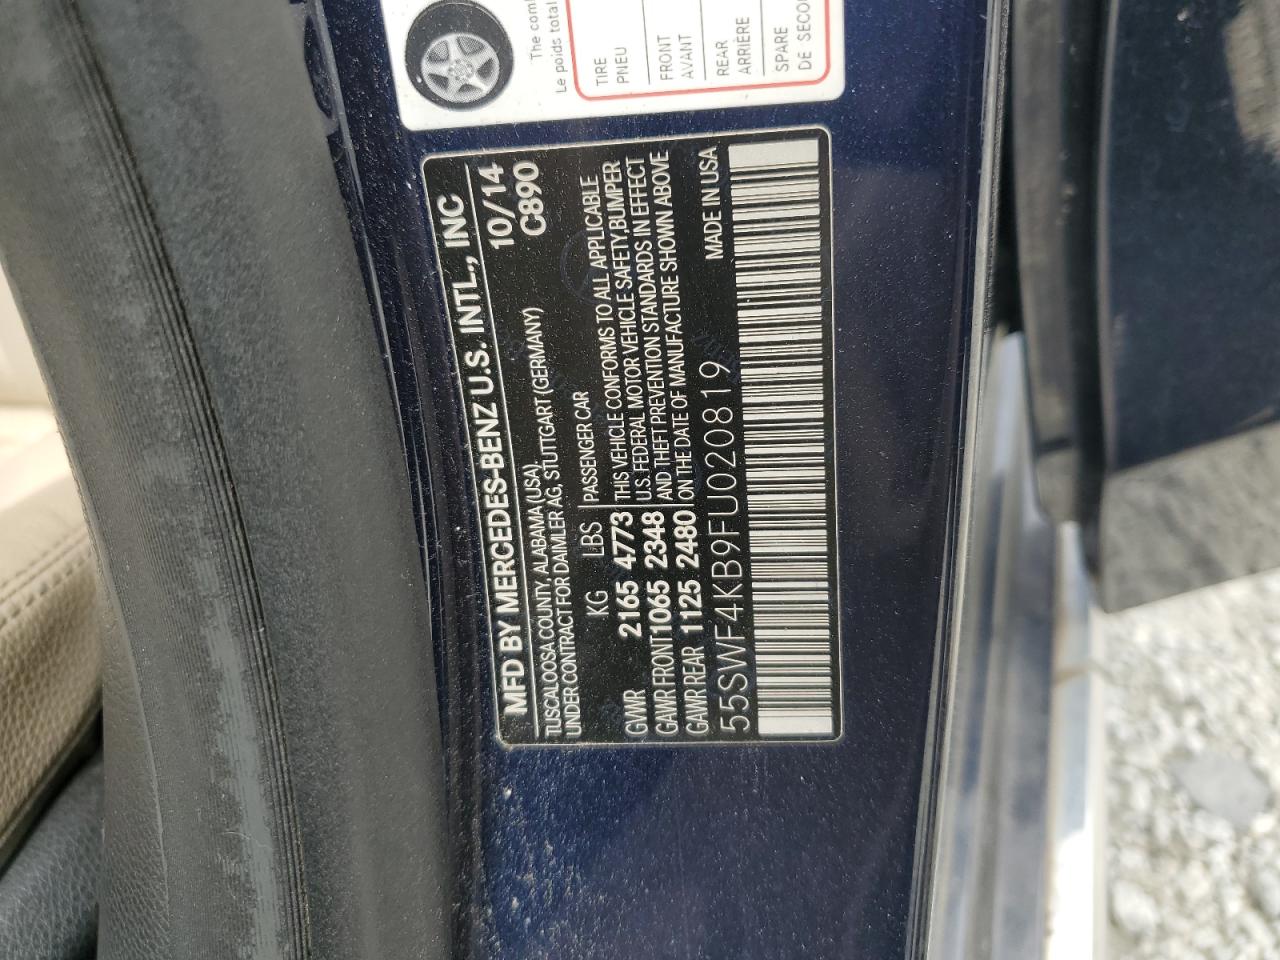 MFD BY MERCEDES-BENZ U.S. INTL., INC
TUSCALOOSA COUNTY, ALABAMA (USA),
UNDER CONTRACT FOR DAIMLER AG, STUTTGART (GERMANY)
10/14
C890
KG LBS
GVWR 2165 4773
GAWR FRONT 1065 2348
GAWR REAR 1125 2480
PASSENGER CAR
THIS VEHICLE CONFORMS TO ALL APPLICABLE
U.S. FEDERAL MOTOR VEHICLE SAFETY, BUMPER
AND THEFT PREVENTION STANDARDS IN EFFECT
ON THE DATE OF MANUFACTURE SHOWN ABOVE
55SWF4KB9FU020819
MADE IN USA
The
Le poids total
TIRE
PNEU
FRONT
AVANT
REAR
ARRIÈRE
SPARE
DE